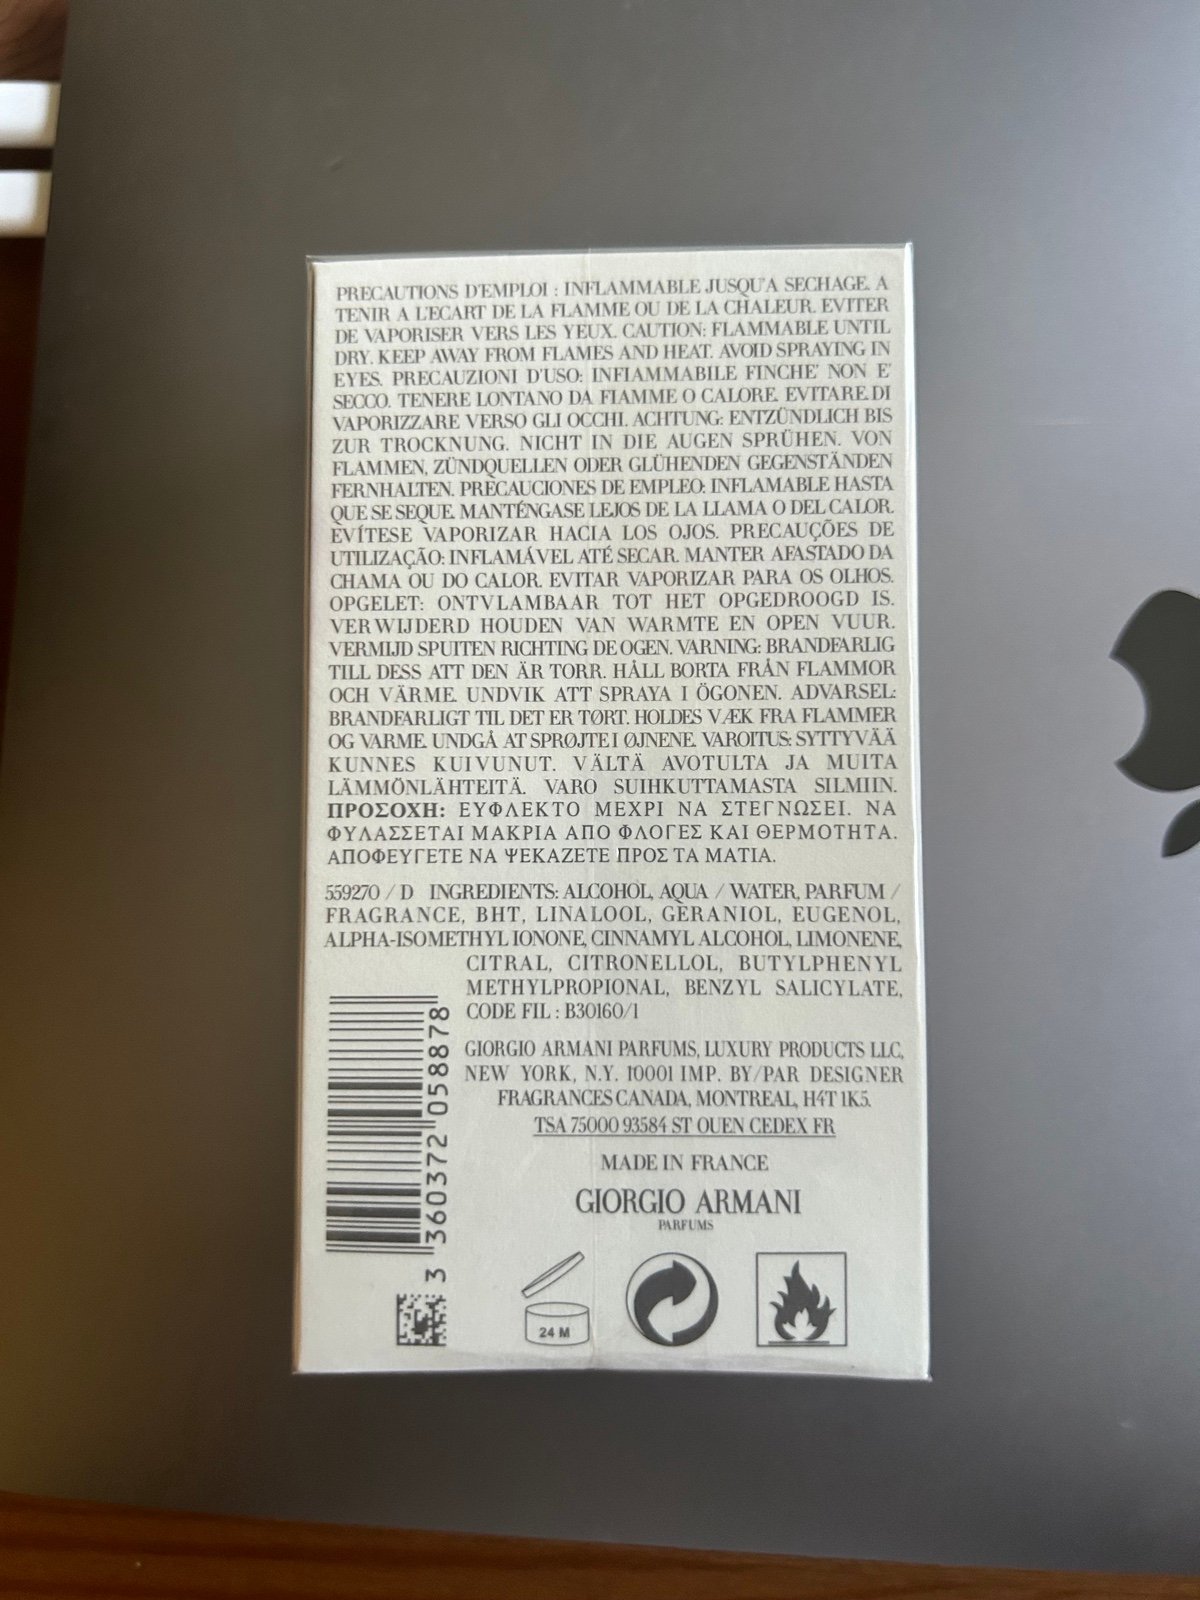 PRECAUTIONS D'EMPLOI : INFLAMMABLE JUSQU'A SECHAGE. A
TENIR A L'ECART DE LA FLAMME OU DE LA CHALEUR. EVITER
DE VAPORISER VERS LES YEUX. CAUTION: FLAMMABLE UNTIL
DRY. KEEP AWAY FROM FLAMES AND HEAT. AVOID SPRAYING IN
EYES. PRECAUZIONI D'USO: INFIAMMABILE FINCHE' NON E'
SECCO. TENERE LONTANO DA FIAMME O CALORE. EVITARE DI
VAPORIZZARE VERSO GLI OCCHI. ACHTUNG: ENTZÜNDLICH BIS
ZUR TROCKNUNG. NICHT IN DIE AUGEN SPRÜHEN. VON
FLAMMEN, ZÜNDQUELLEN ODER GLÜHENDEN GEGENSTÄNDEN
FERNHALTEN. PRECAUCIONES DE EMPLEO: INFLAMABLE HASTA
QUE SE SEQUE. MANTÉNGASE LEJOS DE LA LLAMA O DEL CALOR.
EVÍTESE VAPORIZAR HACIA LOS OJOS. PRECAUÇÕES DE
UTILIZAÇÃO: INFLAMÁVEL ATÉ SECAR. MANTER AFASTADO DA
CHAMA OU DO CALOR. EVITAR VAPORIZAR PARA OS OLHOS.
OPGELET: ONTVLAMBAAR TOT HET OPGEDROOGD IS.
VERWIJDERD HOUDEN VAN WARMTE EN OPEN VUUR.
VERMIJD SPUITEN RICHTING DE OGEN. VARNING: BRANDFARLIG
TILL DESS ATT DEN ÄR TORR. HÅLL BORTA FRÅN FLAMMOR
OCH VÄRME. UNDVIK ATT SPRAYA I ÖGONEN. ADVARSEL:
BRANDFARLIGT TIL DET ER TØRT. HOLDES VÆK FRA FLAMMER
OG VARME. UNDGÅ AT SPRØJTE I ØJNENE. VAROITUS: SYTTYVÄÄ
KUNNES KUIVUNUT. VÄLTÄ AVOTULTA JA MUITA
LÄMMÖNLÄHTEITÄ. VARO SUIHKUTTAMASTA SILMIIN.
ΠΡΟΣΟΧΗ: ΕΥΦΛΕΚΤΟ ΜΕΧΡΙ ΝΑ ΣΤΕΓΝΩΣΕΙ. ΝΑ
ΦΥΛΑΣΣΕΤΑΙ ΜΑΚΡΙΑ ΑΠΟ ΦΛΟΓΕΣ ΚΑΙ ΘΕΡΜΟΤΗΤΑ.
ΑΠΟΦΕΥΓΕΤΕ ΝΑ ΨΕΚΑΖΕΤΕ ΠΡΟΣ ΤΑ ΜΑΤΙΑ.
559270 / D INGREDIENTS: ALCOHOL, AQUA / WATER, PARFUM /
FRAGRANCE, BHT, LINALOOL, GERANIOL, EUGENOL,
ALPHA-ISOMETHYL IONONE, CINNAMYL ALCOHOL, LIMONENE,
CITRAL, CITRONELLOL, BUTYLPHENYL
METHYLPROPIONAL, BENZYL SALICYLATE,
CODE FIL : B30160/1
GIORGIO ARMANI PARFUMS, LUXURY PRODUCTS LLC,
NEW YORK, N.Y. 10001 IMP. BY/PAR DESIGNER
FRAGRANCES CANADA, MONTREAL, H4T 1K5.
TSA 75000 93584 ST OUEN CEDEX FR
MADE IN FRANCE
GIORGIO ARMANI
PARFUMS
3 360372 058878
24 M